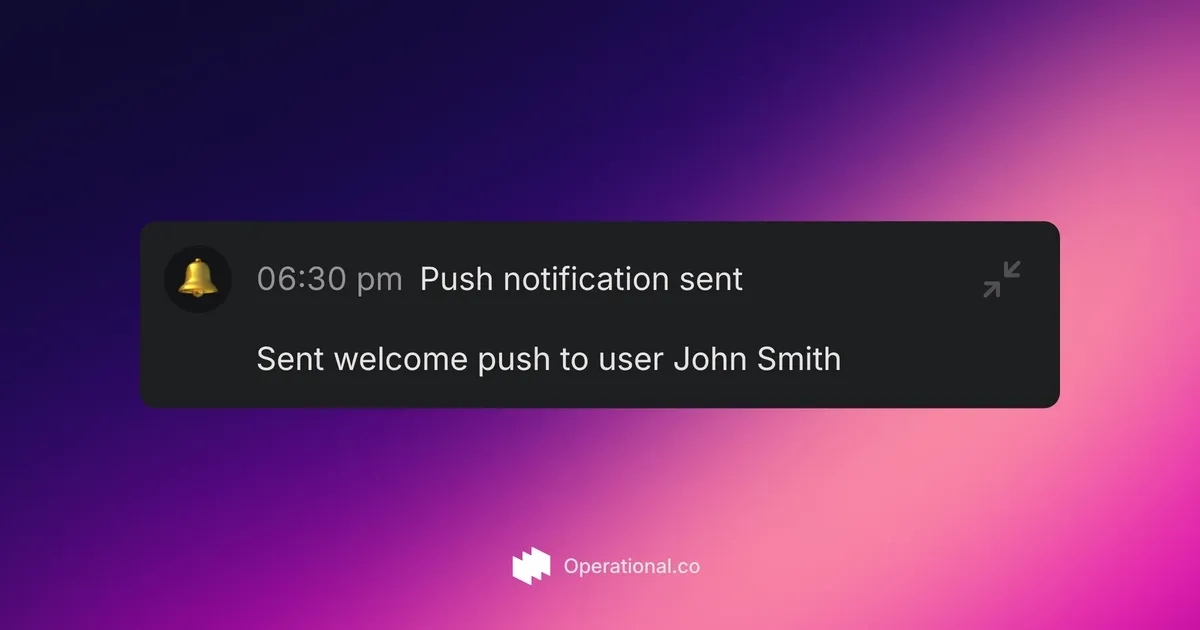 06:30 pm Push notification sent
Sent welcome push to user John Smith
Operational.co